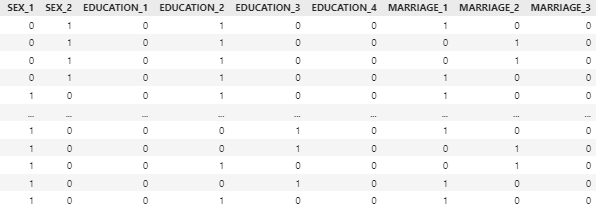 SEX_1 SEX_2 EDUCATION_1 EDUCATION_2 EDUCATION_3 EDUCATION_4 MARRIAGE_1 MARRIAGE_2 MARRIAGE_3
0 1 0 1 0 0 1 0 0
0 1 0 1 0 0 0 1 0
0 1 0 1 0 0 0 1 0
0 1 0 1 0 0 1 0 0
1 0 0 1 0 0 1 0 0
... ... ... ... ... ... ... ... ...
1 0 0 0 1 0 1 0 0
1 0 0 0 1 0 0 1 0
1 0 0 1 0 0 0 1 0
1 0 0 0 1 0 1 0 0
1 0 0 1 0 0 1 0 0